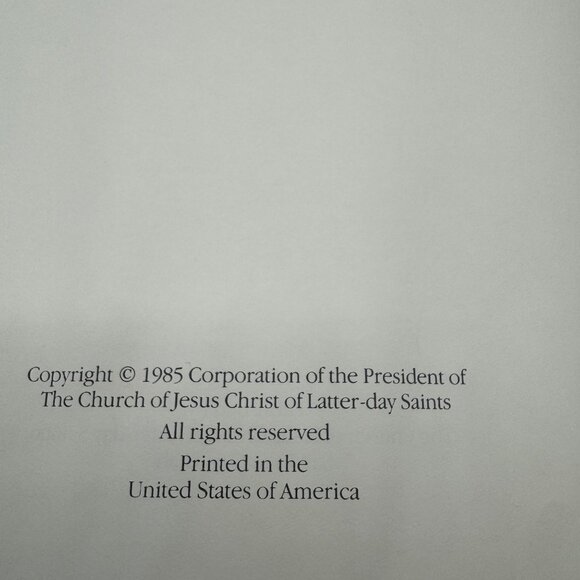 Copyright © 1985 Corporation of the President of
The Church of Jesus Christ of Latter-day Saints
All rights reserved
Printed in the
United States of America